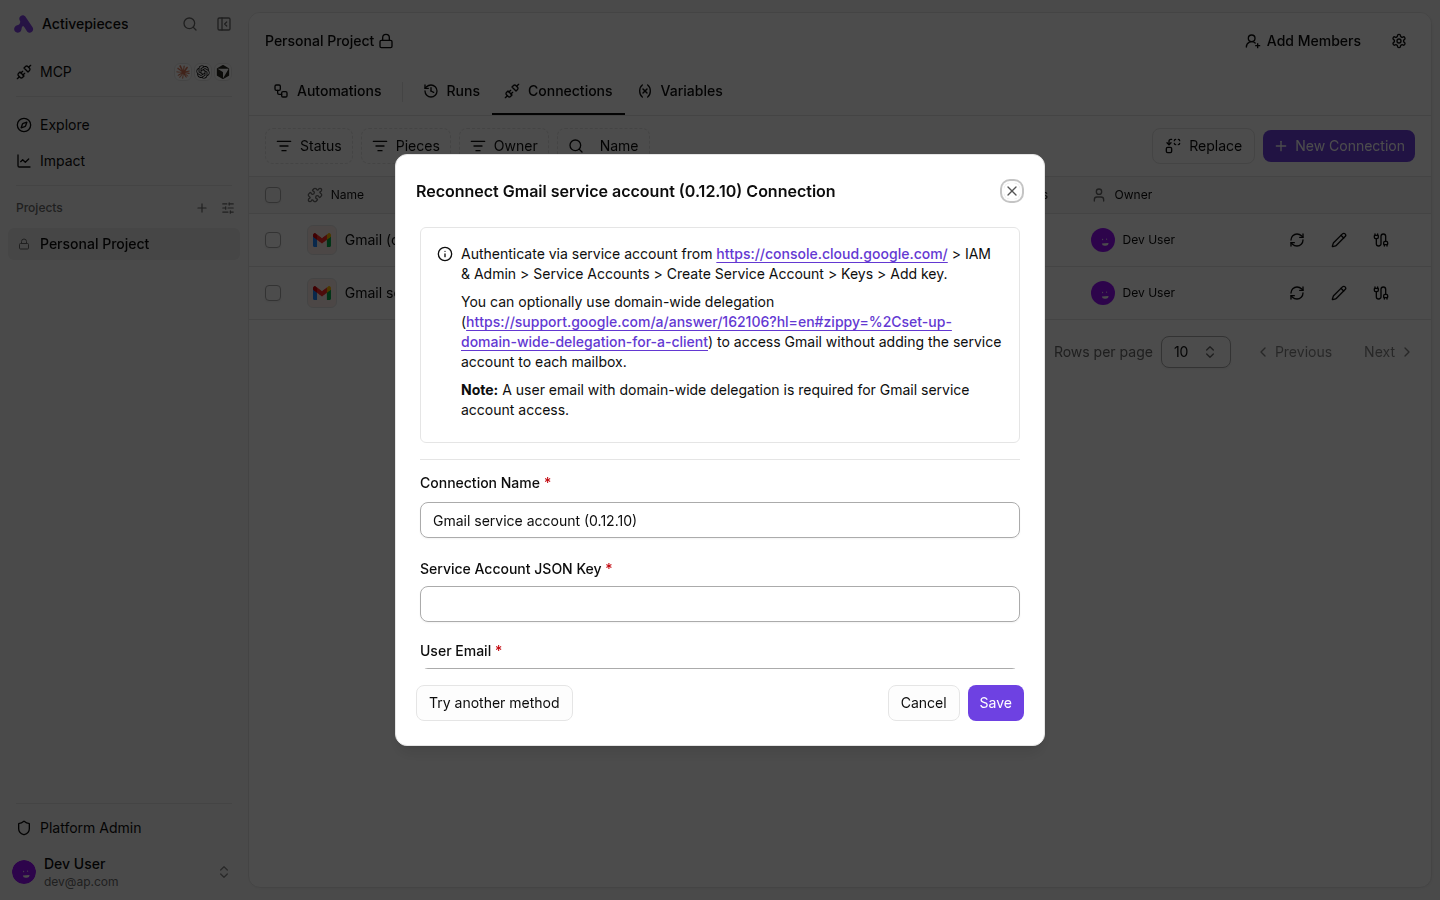 Activepieces
MCP
Explore
Impact
Projects
Personal Project
Platform Admin
Dev User
dev@ap.com
Personal Project
Add Members
Automations
Runs
Connections
Variables
Status
Pieces
Owner
Name
Replace
New Connection
Name
Owner
Gmail
Dev User
Gmail
Dev User
Rows per page
10
Previous
Next
Reconnect Gmail service account (0.12.10) Connection
Authenticate via service account from https://console.cloud.google.com/ > IAM
& Admin > Service Accounts > Create Service Account > Keys > Add key.
You can optionally use domain-wide delegation
(https://support.google.com/a/answer/162106?hl=en#zippy=%2Cset-up-
domain-wide-delegation-for-a-client) to access Gmail without adding the service
account to each mailbox.
Note: A user email with domain-wide delegation is required for Gmail service
account access.
Connection Name *
Gmail service account (0.12.10)
Service Account JSON Key *
User Email *
Try another method
Cancel
Save